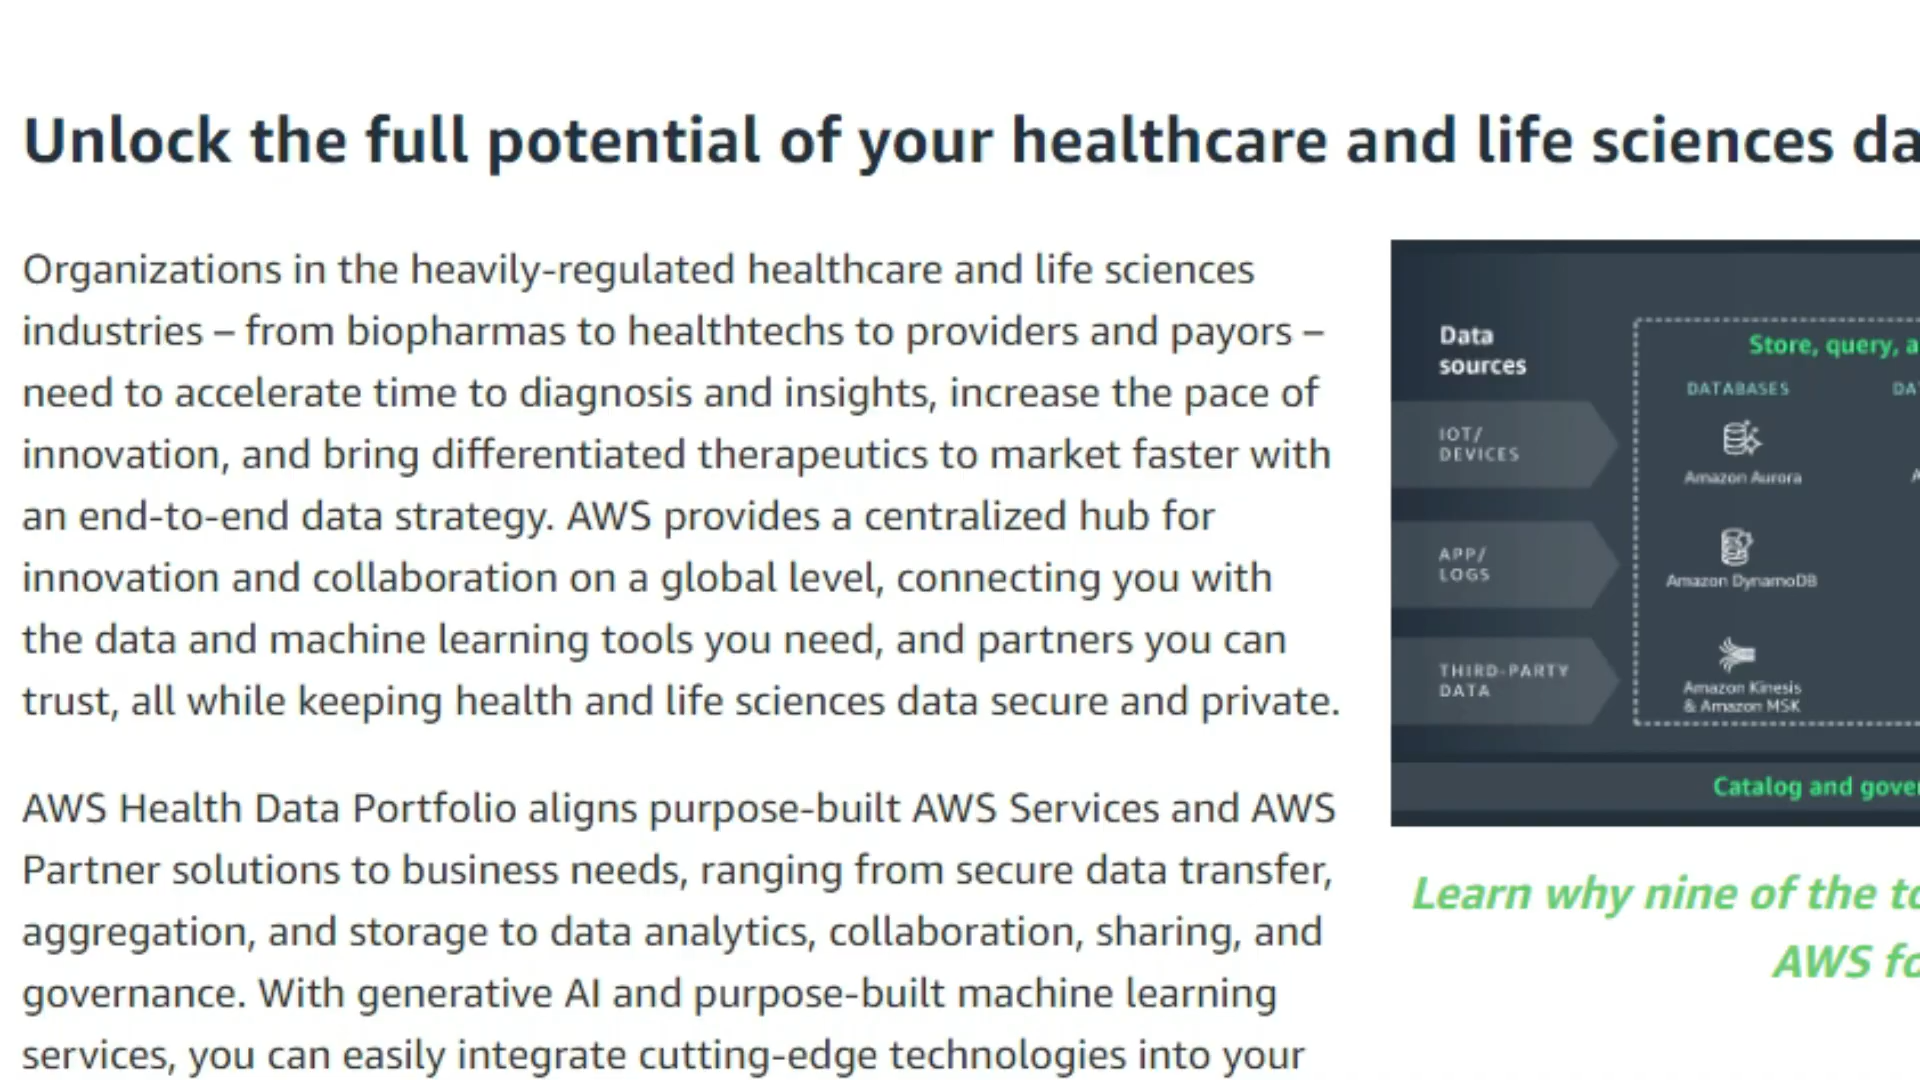 Unlock the full potential of your healthcare and life sciences
Organizations in the heavily-regulated healthcare and life sciences
industries – from biopharmas to healthtechs to providers and payors –
need to accelerate time to diagnosis and insights, increase the pace of
innovation, and bring differentiated therapeutics to market faster with
an end-to-end data strategy. AWS provides a centralized hub for
innovation and collaboration on a global level, connecting you with
the data and machine learning tools you need, and partners you can
trust, all while keeping health and life sciences data secure and private.
AWS Health Data Portfolio aligns purpose-built AWS Services and AWS
Partner solutions to business needs, ranging from secure data transfer,
aggregation, and storage to data analytics, collaboration, sharing, and
governance. With generative AI and purpose-built machine learning
services, you can easily integrate cutting-edge technologies into your
Data
sources
IOT/
DEVICES
APP/
LOGS
THIRD-PARTY
DATA
Store, query,
DATABASES
Amazon Aurora
Amazon DynamoDB
Amazon Kinesis
& Amazon MSK
Catalog and
Learn why nine of the
AWS